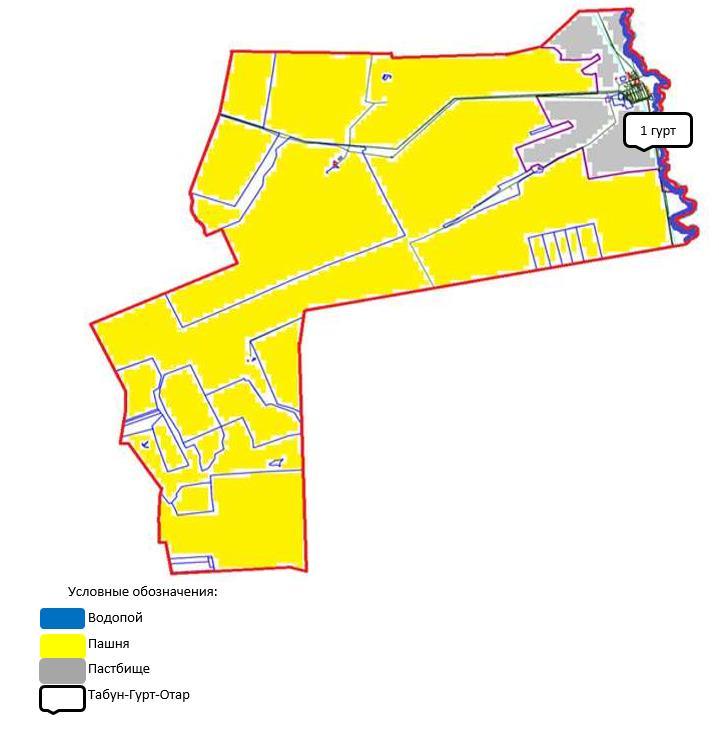 1 гурт
Условные обозначения:
Водопой
Пашня
Пастбище
Табун-Гурт-Отар